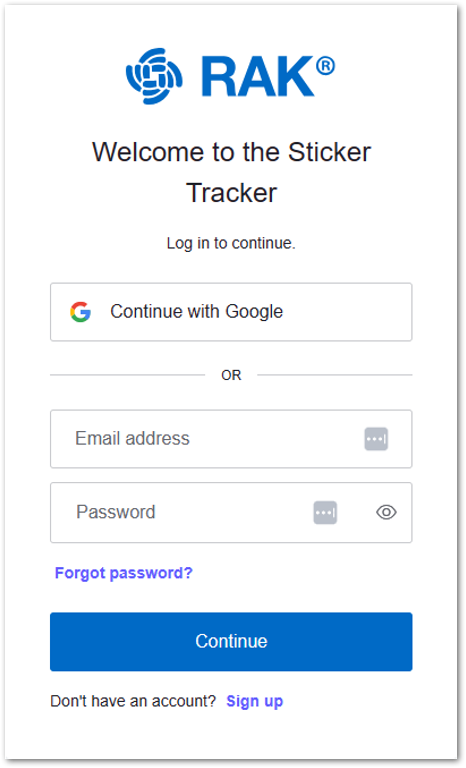 RAK®
Welcome to the Sticker
Tracker
Log in to continue.
Continue with Google
OR
Email address
Password
Forgot password?
Continue
Don't have an account? Sign up